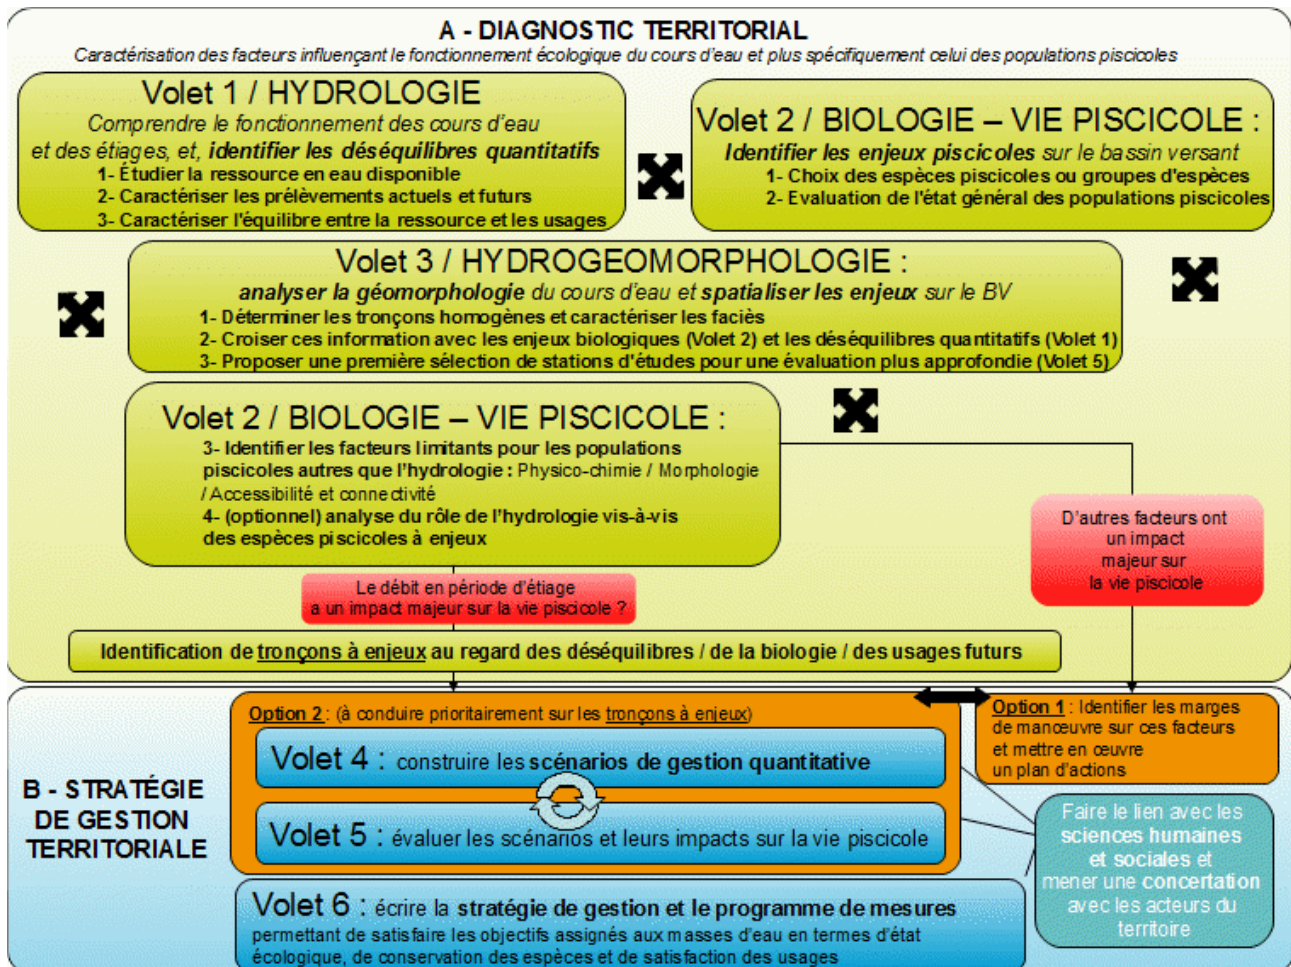 A - DIAGNOSTIC TERRITORIAL
Caractérisation des facteurs influençant le fonctionnement écologique du cours d'eau et plus spécifiquement celui des populations piscicoles
Volet 1 / HYDROLOGIE
Comprendre le fonctionnement des cours d'eau
et des étiages, et, identifier les déséquilibres quantitatifs
1- Étudier la ressource en eau disponible
2- Caractériser les prélèvements actuels et futurs
3- Caractériser l'équilibre entre la ressource et les usages
Volet 2 / BIOLOGIE – VIE PISCICOLE :
Identifier les enjeux piscicoles sur le bassin versant
1- Choix des espèces piscicoles ou groupes d'espèces
2- Evaluation de l'état général des populations piscicoles
Volet 3 / HYDROGEOMORPHOLOGIE :
analyser la géomorphologie du cours d'eau et spatialiser les enjeux sur le BV
1- Déterminer les tronçons homogènes et caractériser les faciès
2- Croiser ces information avec les enjeux biologiques (Volet 2) et les déséquilibres quantitatifs (Volet 1)
3- Proposer une première sélection de stations d'études pour une évaluation plus approfondie (Volet 5)
Volet 2 / BIOLOGIE – VIE PISCICOLE :
3- Identifier les facteurs limitants pour les populations
piscicoles autres que l'hydrologie : Physico-chimie / Morphologie
/ Accessibilité et connectivité
4- (optionnel) analyse du rôle de l'hydrologie vis-à-vis
des espèces piscicoles à enjeux
D'autres facteurs ont
un impact
majeur sur
la vie piscicole
Le débit en période d'étiage
a un impact majeur sur la vie piscicole ?
Identification de tronçons à enjeux au regard des déséquilibres / de la biologie / des usages futurs
B - STRATÉGIE
DE GESTION
TERRITORIALE
Option 2 : (à conduire prioritairement sur les tronçons à enjeux)
Volet 4 : construire les scénarios de gestion quantitative
Volet 5 : évaluer les scénarios et leurs impacts sur la vie piscicole
Option 1 : Identifier les marges
de manœuvre sur ces facteurs
et mettre en œuvre
un plan d'actions
Faire le lien avec les
sciences humaines
et sociales et
mener une concertation
avec les acteurs du
territoire
Volet 6 : écrire la stratégie de gestion et le programme de mesures
permettant de satisfaire les objectifs assignés aux masses d'eau en termes d'état
écologique, de conservation des espèces et de satisfaction des usages